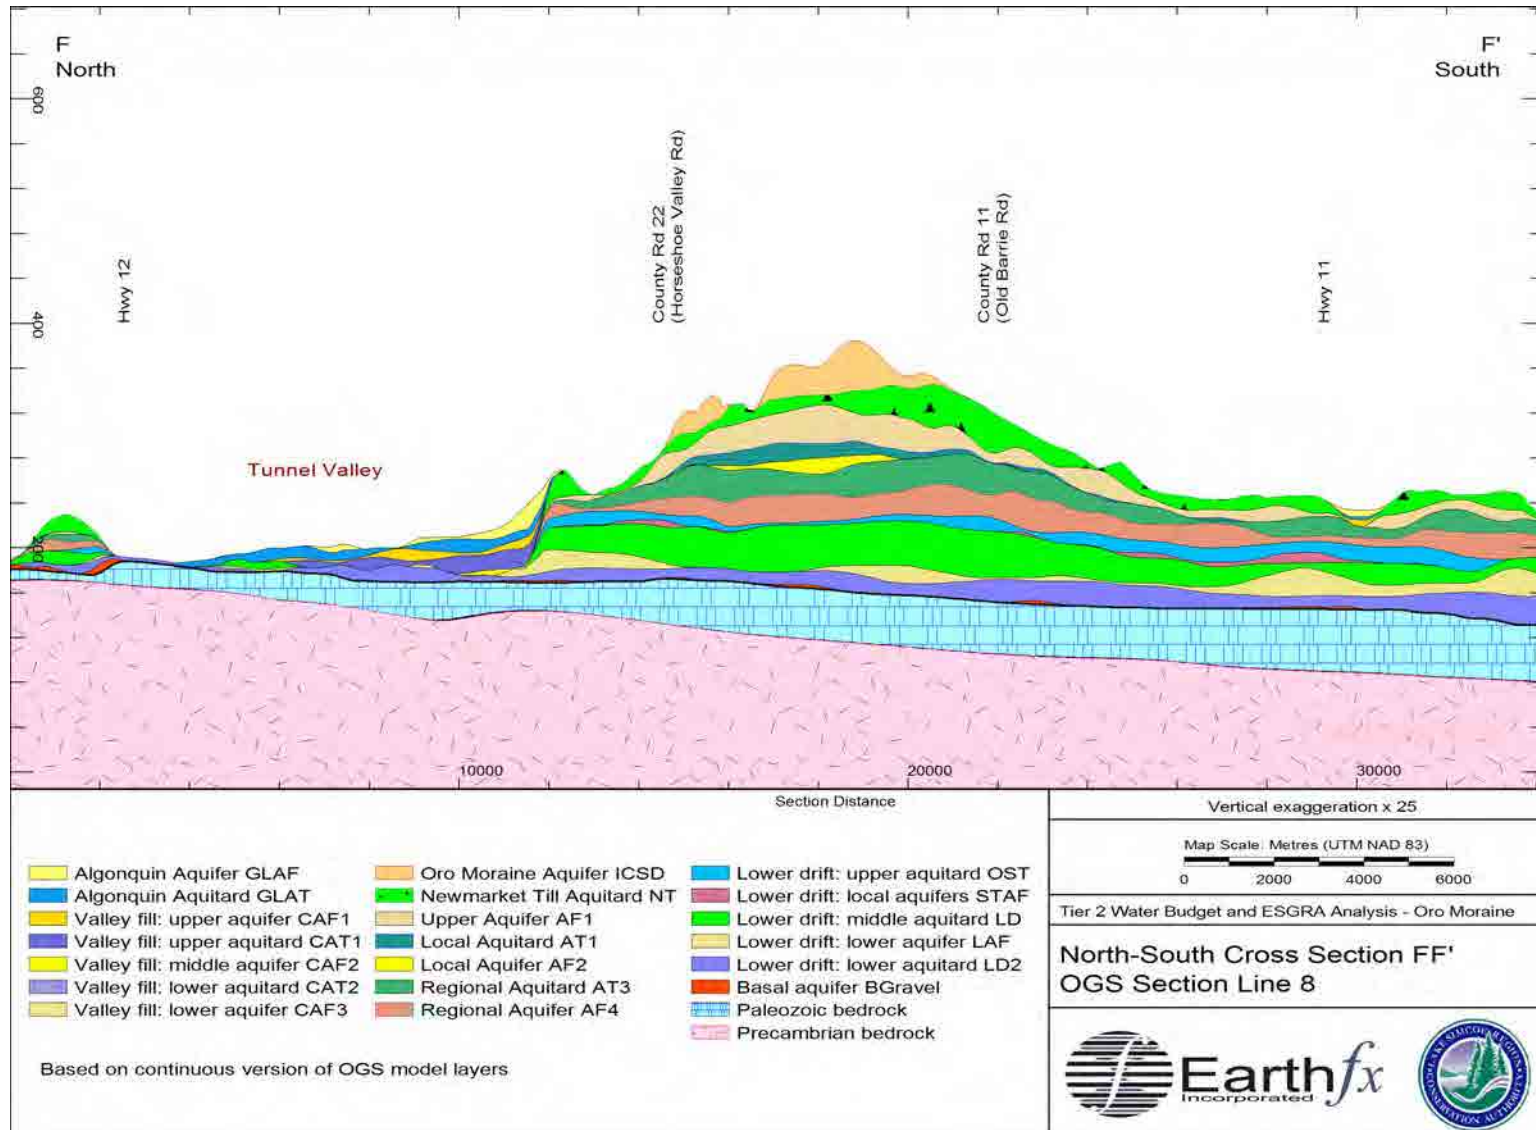 F
North
F'
South
600
400
200
Hwy 12
County Rd 22
(Horseshoe Valley Rd)
County Rd 11
(Old Barrie Rd)
Hwy 11
Tunnel Valley
10000
20000
30000
Section Distance
Algonquin Aquifer GLAF
Algonquin Aquitard GLAT
Valley fill: upper aquifer CAF1
Valley fill: upper aquitard CAT1
Valley fill: middle aquifer CAF2
Valley fill: lower aquitard CAT2
Valley fill: lower aquifer CAF3
Oro Moraine Aquifer ICSD
Newmarket Till Aquitard NT
Upper Aquifer AF1
Local Aquitard AT1
Local Aquifer AF2
Regional Aquitard AT3
Regional Aquifer AF4
Lower drift: upper aquitard OST
Lower drift: local aquifers STAF
Lower drift: middle aquitard LD
Lower drift: lower aquifer LAF
Lower drift: lower aquitard LD2
Basal aquifer BGravel
Paleozoic bedrock
Precambrian bedrock
Based on continuous version of OGS model layers
Vertical exaggeration x 25
Map Scale: Metres (UTM NAD 83)
0 2000 4000 6000
Tier 2 Water Budget and ESGRA Analysis - Oro Moraine
North-South Cross Section FF'
OGS Section Line 8
Earthfx
Incorporated
LAKE SIMCOE REGION
CONSERVATION AUTHORITY